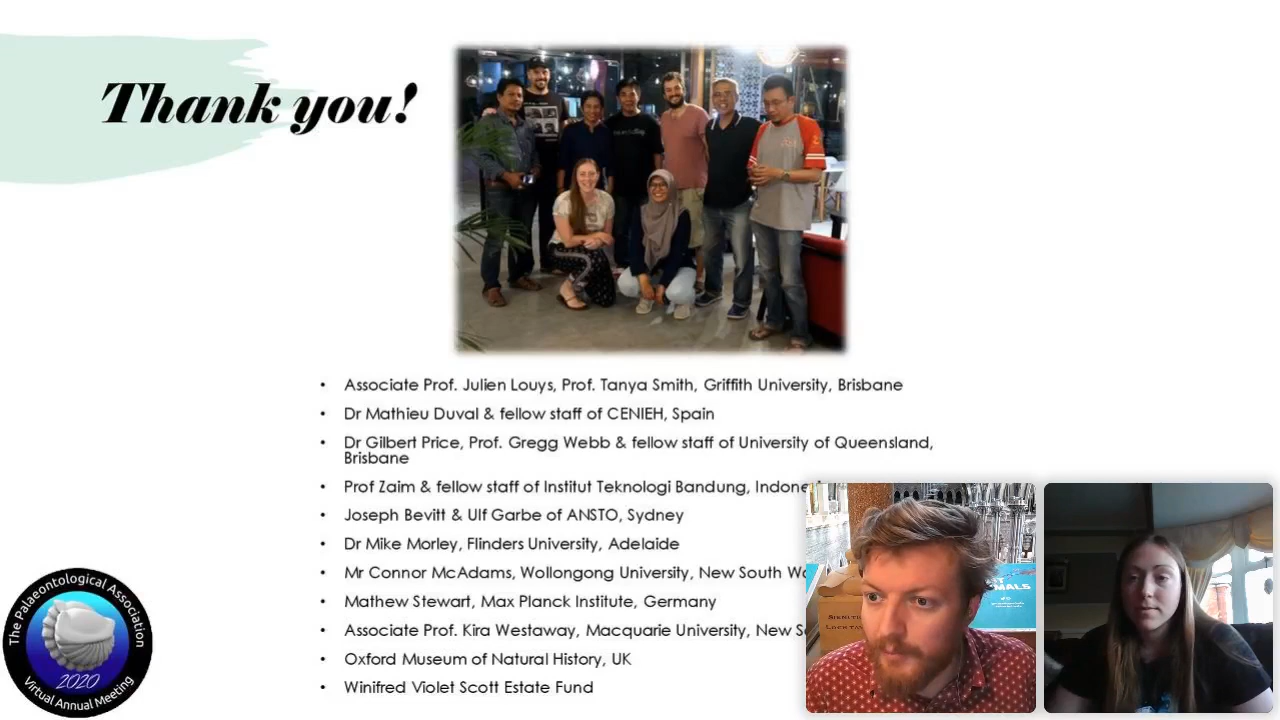 Thank you!
Associate Prof. Julien Louys, Prof. Tanya Smith, Griffith University, Brisbane
Dr Mathieu Duval & fellow staff of CENIEH, Spain
Dr Gilbert Price, Prof. Gregg Webb & fellow staff of University of Queensland,
Brisbane
Prof Zaim & fellow staff of Institut Teknologi Bandung,
Joseph Bevitt & Ulf Garbe of ANSTO, Sydney
Dr Mike Morley, Flinders University, Adelaide
Mr Connor McAdams, Wollongong University, New South
Mathew Stewart, Max Planck Institute, Germany
Associate Prof. Kira Westaway, Macquarie University, New
Oxford Museum of Natural History, UK
Winifred Violet Scott Estate Fund
The Palaeontological Association
2020
Virtual Annual Meeting